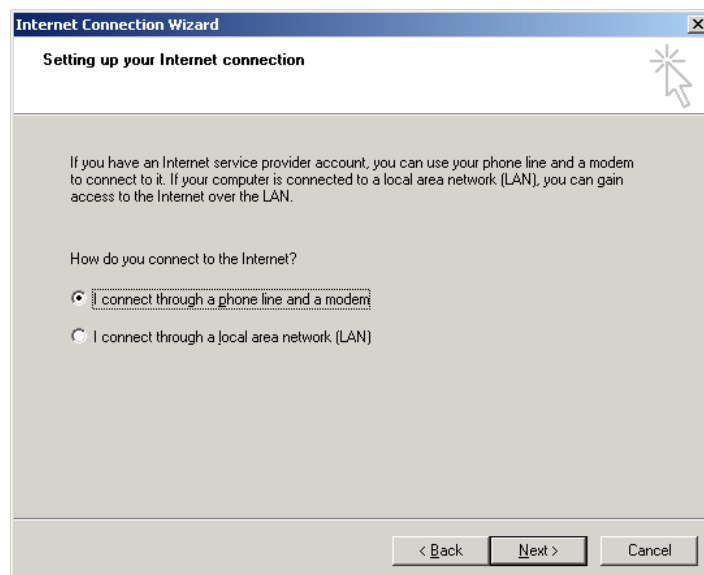 Internet Connection Wizard
Setting up your Internet connection
If you have an Internet service provider account, you can use your phone line and a modem
to connect to it. If your computer is connected to a local area network (LAN), you can gain
access to the Internet over the LAN.
How do you connect to the Internet?
I connect through a phone line and a modem
I connect through a local area network (LAN)
< Back Next > Cancel